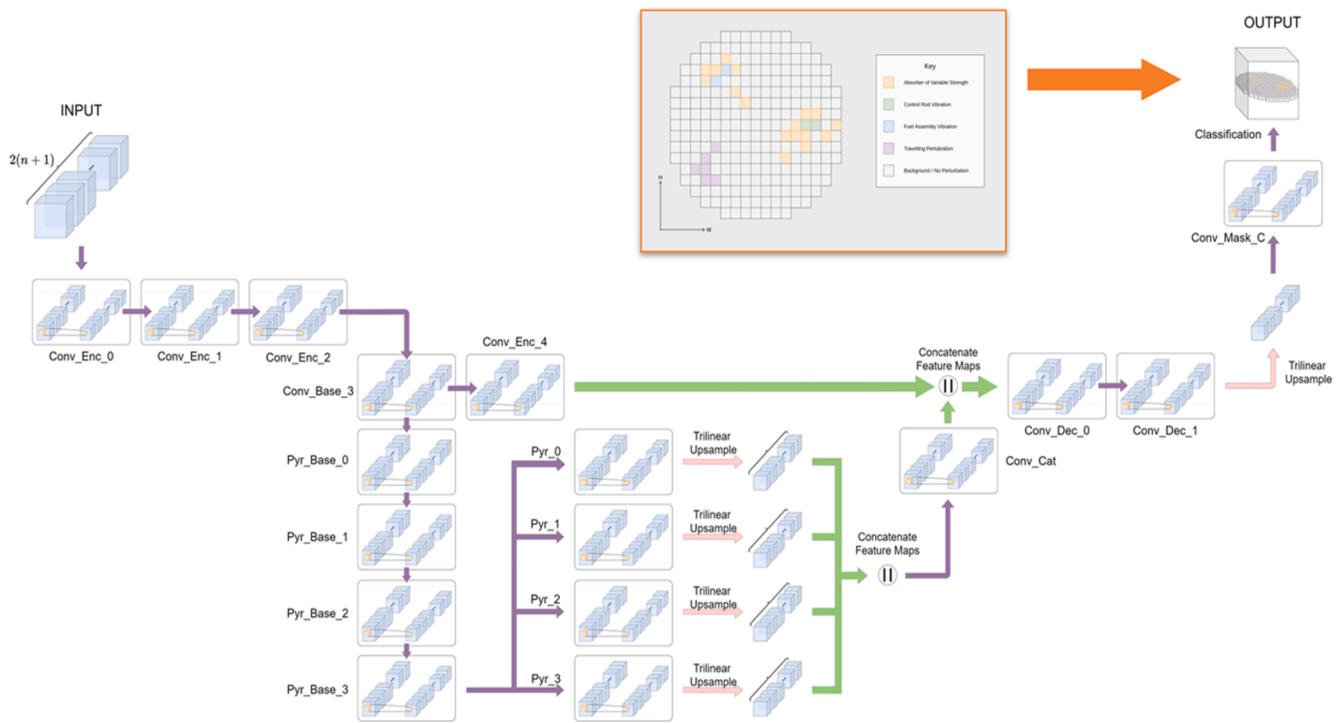 OUTPUT
Key
Absorber of Variable Strength
Control Rod Vibration
Fuel Assembly Vibration
Travelling Pertubration
Background / No Perturbation
H
W
Classification
INPUT
2(n+1)
Conv_Mask_C
Conv_Enc_0
Conv_Enc_1
Conv_Enc_2
Conv_Enc_4
Conv_Base_3
Concatenate
Feature Maps
||
Conv_Dec_0
Conv_Dec_1
Trilinear
Upsample
Pyr_Base_0
Pyr_0
Trilinear
Upsample
Conv_Cat
Pyr_Base_1
Pyr_1
Trilinear
Upsample
Concatenate
Feature Maps
||
Pyr_Base_2
Pyr_2
Trilinear
Upsample
Pyr_Base_3
Pyr_3
Trilinear
Upsample